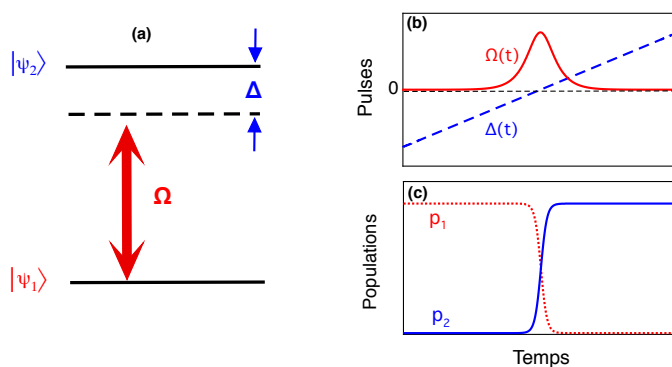 (a)
|ψ₂⟩
Δ
Ω
|ψ₁⟩
(b)
Pulses
0
Ω(t)
Δ(t)
(c)
Populations
p₁
p₂
Temps